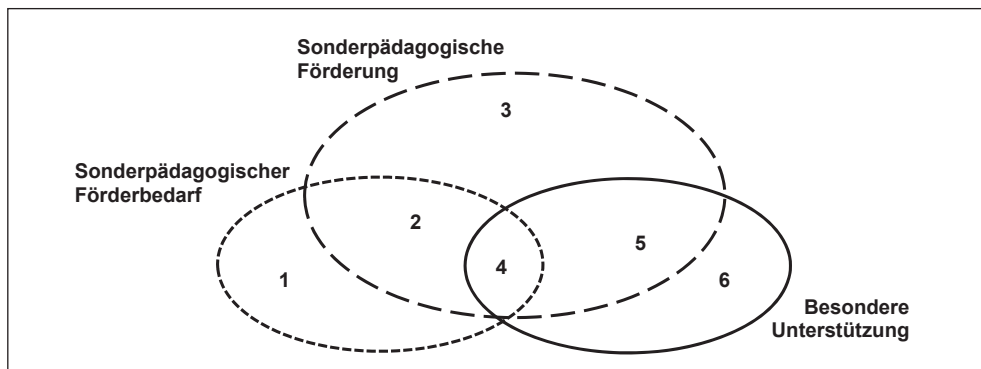 Sonderpädagogische
Förderung
3
Sonderpädagogischer
Förderbedarf
2
5
4
1
6
Besondere
Unterstützung